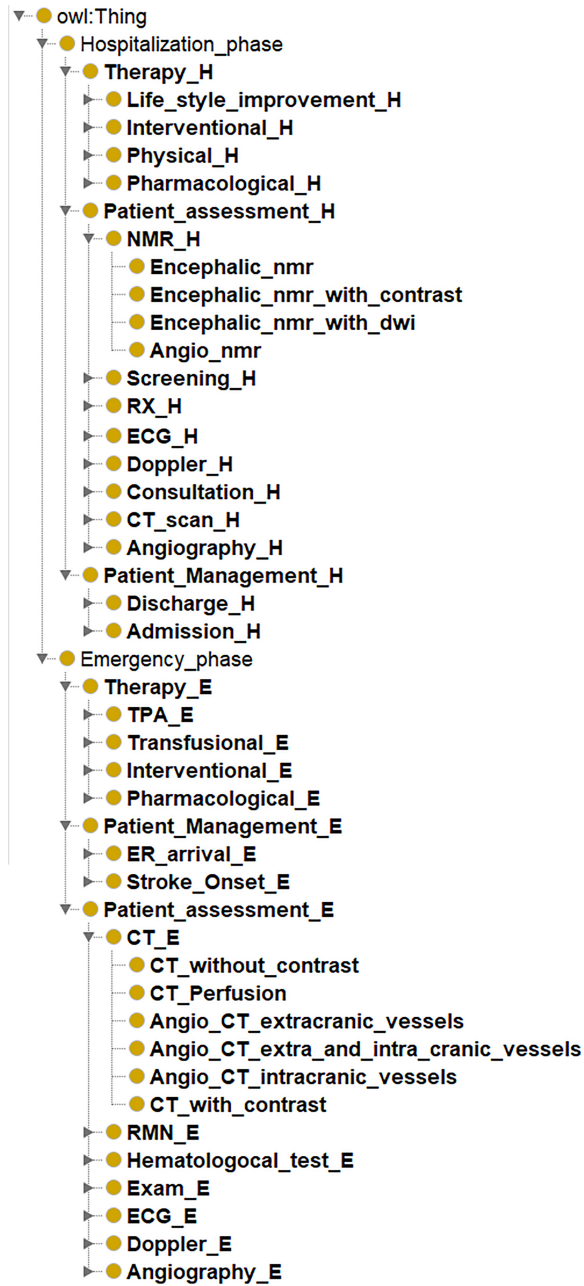 owl:Thing
Hospitalization_phase
Therapy_H
Life_style_improvement_H
Interventional_H
Physical_H
Pharmacological_H
Patient_assessment_H
NMR_H
Encephalic_nmr
Encephalic_nmr_with_contrast
Encephalic_nmr_with_dwi
Angio_nmr
Screening_H
RX_H
ECG_H
Doppler_H
Consultation_H
CT_scan_H
Angiography_H
Patient_Management_H
Discharge_H
Admission_H
Emergency_phase
Therapy_E
TPA_E
Transfusional_E
Interventional_E
Pharmacological_E
Patient_Management_E
ER_arrival_E
Stroke_Onset_E
Patient_assessment_E
CT_E
CT_without_contrast
CT_Perfusion
Angio_CT_extracranic_vessels
Angio_CT_extra_and_intra_cranic_vessels
Angio_CT_intracranic_vessels
CT_with_contrast
RMN_E
Hematologocal_test_E
Exam_E
ECG_E
Doppler_E
Angiography_E